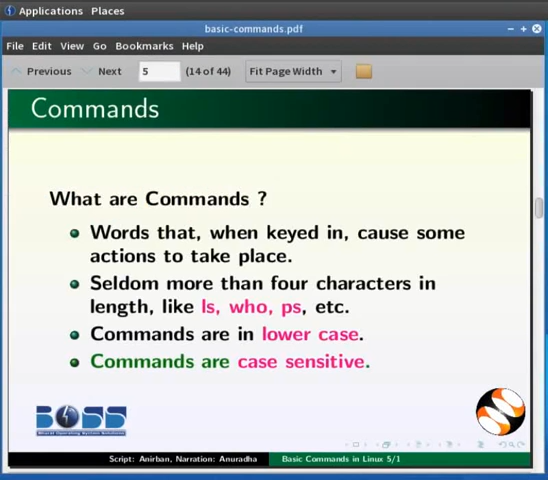 Applications Places
basic-commands.pdf
File Edit View Go Bookmarks Help
Previous Next 5 (14 of 44) Fit Page Width
Commands
What are Commands ?
Words that, when keyed in, cause some
actions to take place.
Seldom more than four characters in
length, like ls, who, ps, etc.
Commands are in lower case.
Commands are case sensitive.
BOSS
Script: Anirban, Narration: Anuradha Basic Commands in Linux 5/1